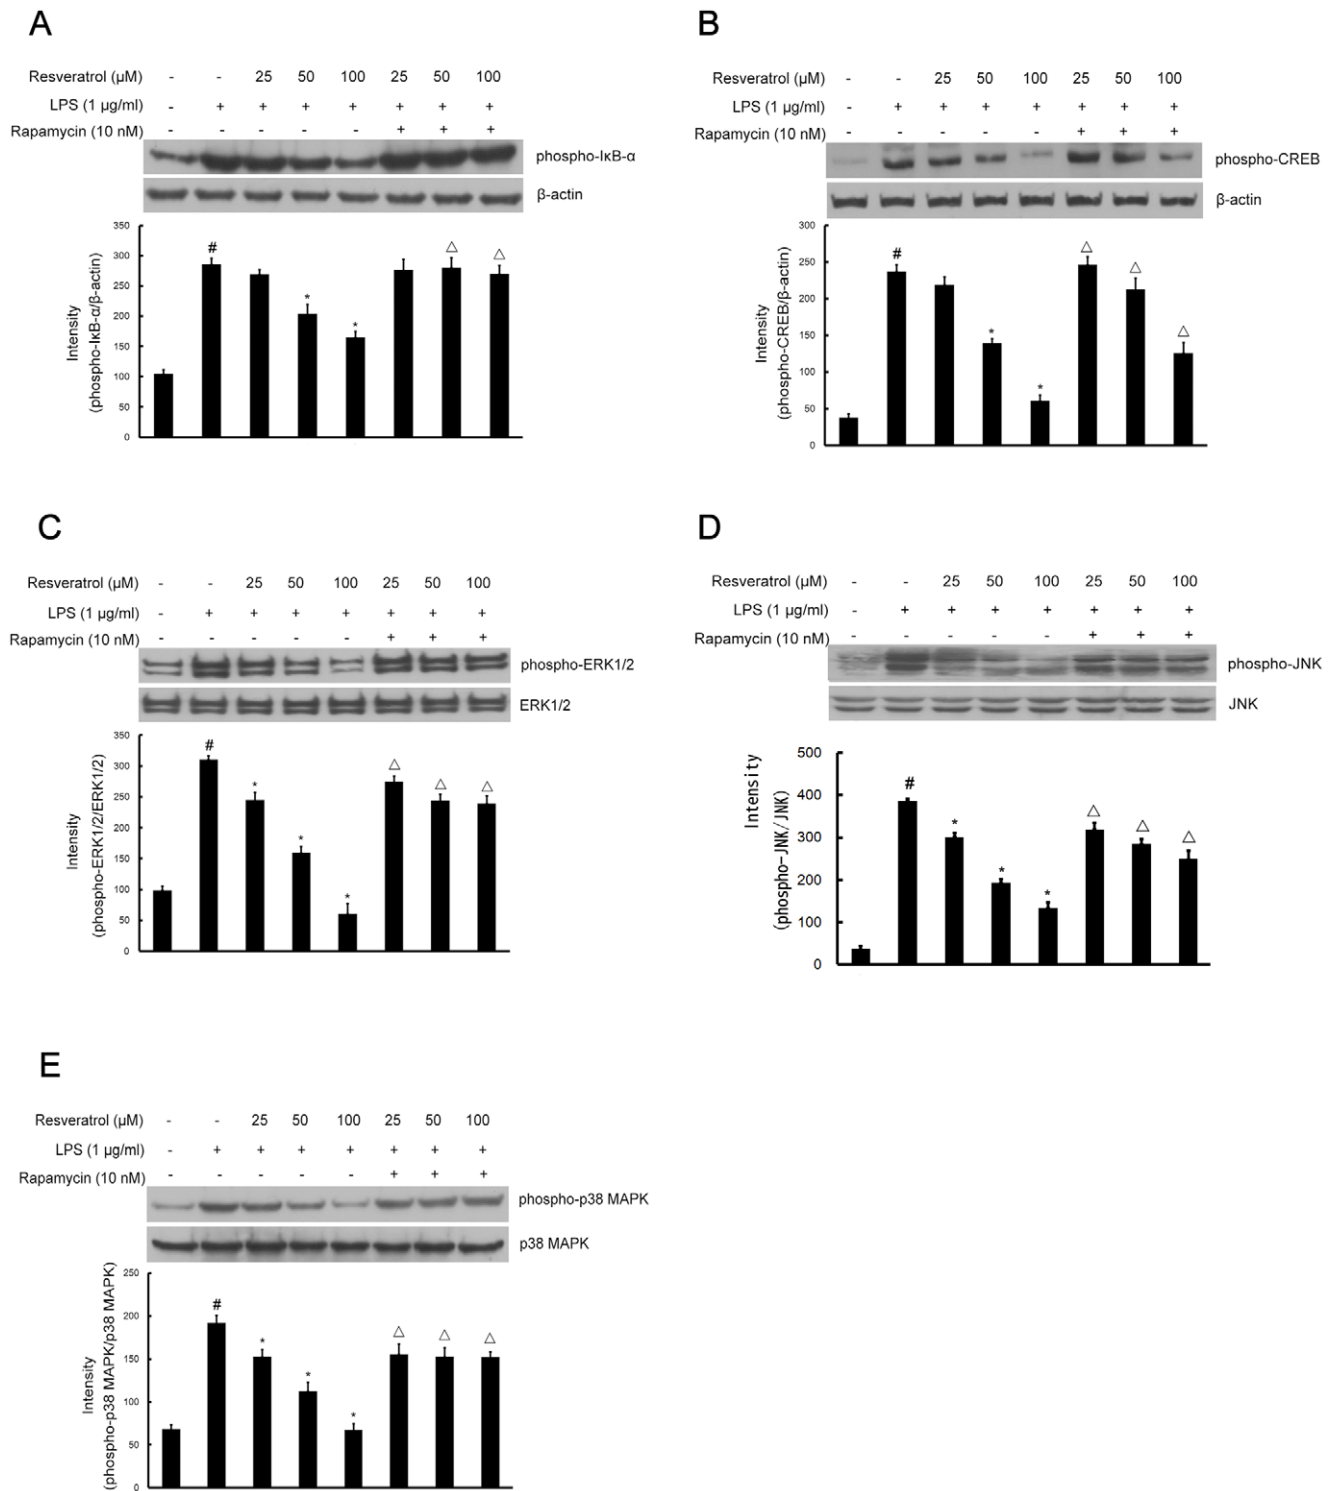 A
Resveratrol (µM) - - 25 50 100 25 50 100
LPS (1 µg/ml) - + + + + + + +
Rapamycin (10 nM) - - - - - + + +
phospho-IκB-α
β-actin
Intensity
(phospho-IκB-α/β-actin)
350
300
250
200
150
100
50
0
# * * △ △
B
Resveratrol (µM) - - 25 50 100 25 50 100
LPS (1 µg/ml) - + + + + + + +
Rapamycin (10 nM) - - - - - + + +
phospho-CREB
β-actin
Intensity
(phospho-CREB/β-actin)
300
250
200
150
100
50
0
# * * △ △ △
C
Resveratrol (µM) - - 25 50 100 25 50 100
LPS (1 µg/ml) - + + + + + + +
Rapamycin (10 nM) - - - - - + + +
phospho-ERK1/2
ERK1/2
Intensity
(phospho-ERK1/2/ERK1/2)
350
300
250
200
150
100
50
0
# * * * △ △ △
D
Resveratrol (µM) - - 25 50 100 25 50 100
LPS (1 µg/ml) - + + + + + + +
Rapamycin (10 nM) - - - - - + + +
phospho-JNK
JNK
Intensity
(phospho-JNK/JNK)
500
400
300
200
100
0
# * * * △ △ △
E
Resveratrol (µM) - - 25 50 100 25 50 100
LPS (1 µg/ml) - + + + + + + +
Rapamycin (10 nM) - - - - - + + +
phospho-p38 MAPK
p38 MAPK
Intensity
(phospho-p38 MAPK/p38 MAPK)
250
200
150
100
50
0
# * * * △ △ △